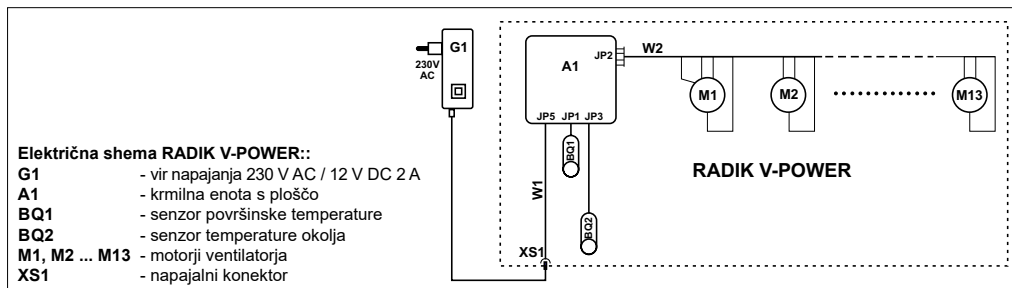 G1
230V
AC
A1
JP2
W2
JP5 JP1 JP3
M1 M2 M13
BQ1
BQ2
W1
XS1
RADIK V-POWER
Električna shema RADIK V-POWER::
G1 - vir napajanja 230 V AC / 12 V DC 2 A
A1 - krmilna enota s ploščo
BQ1 - senzor površinske temperature
BQ2 - senzor temperature okolja
M1, M2 ... M13 - motorji ventilatorja
XS1 - napajalni konektor